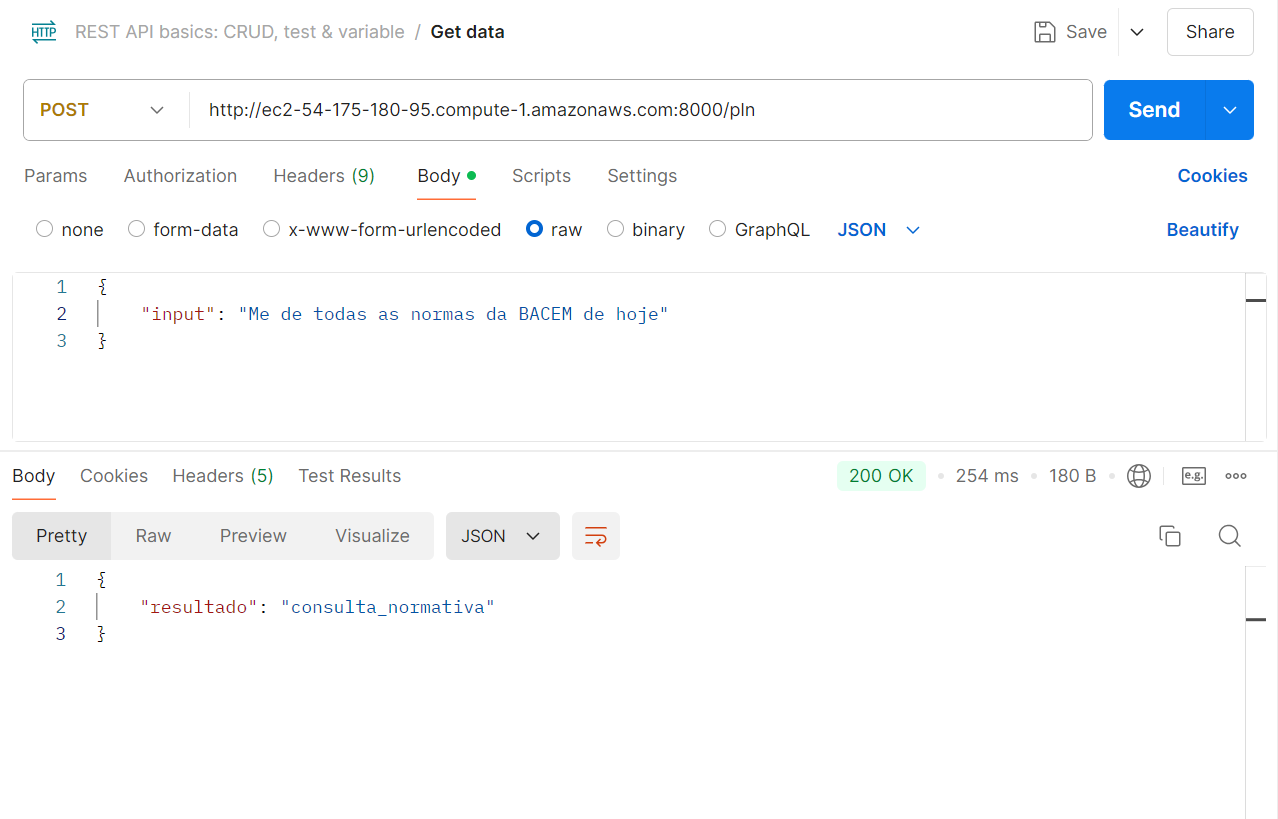 HTTP REST API basics: CRUD, test & variable / Get data Save Share
POST http://ec2-54-175-180-95.compute-1.amazonaws.com:8000/pln Send
Params Authorization Headers (9) Body Scripts Settings Cookies
none form-data x-www-form-urlencoded raw binary GraphQL JSON Beautify
1 {
2 "input": "Me de todas as normas da BACEM de hoje"
3 }
Body Cookies Headers (5) Test Results 200 OK 254 ms 180 B e.g.
Pretty Raw Preview Visualize JSON
1 {
2 "resultado": "consulta_normativa"
3 }